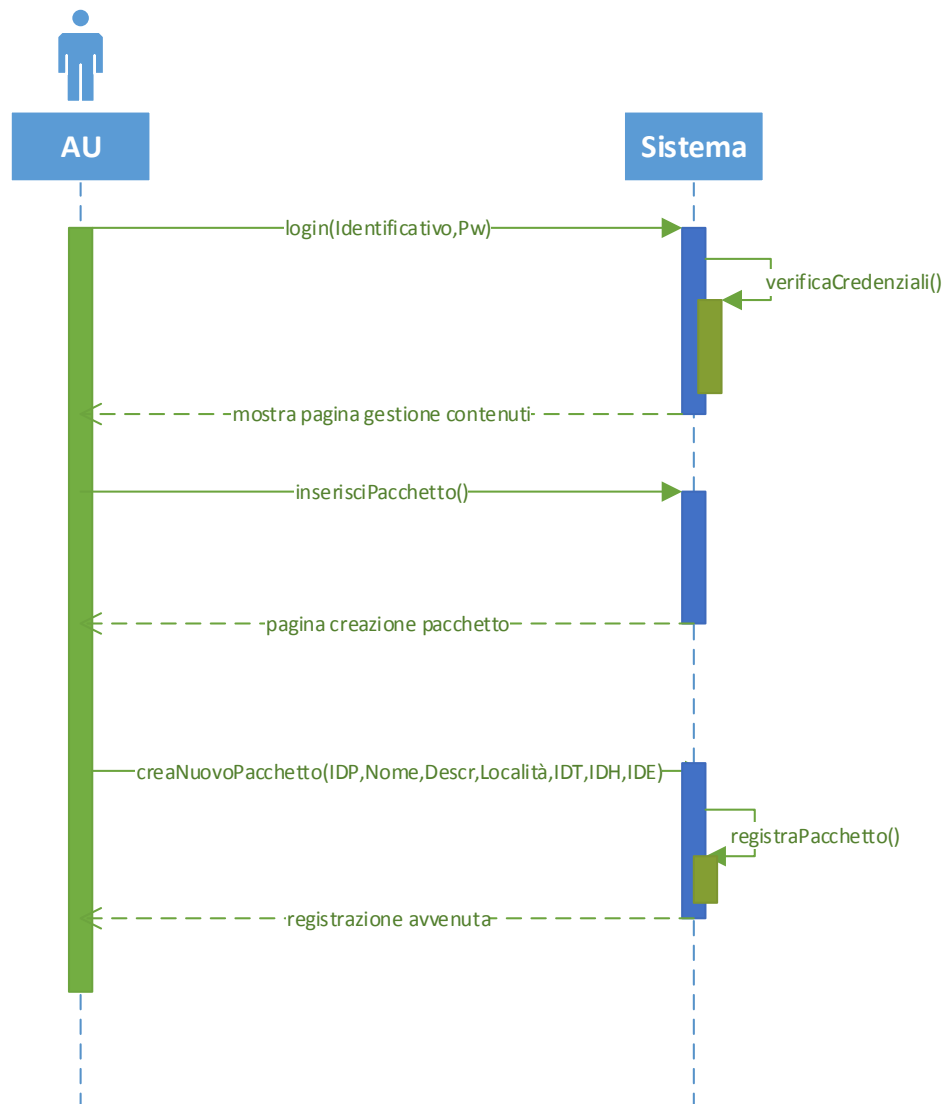 AU
Sistema
login(Identificativo,Pw)
verificaCredenziali()
mostra pagina gestione contenuti
inserisciPacchetto()
pagina creazione pacchetto
creaNuovoPacchetto(IDP,Nome,Descr,Località,IDT,IDH,IDE)
registraPacchetto()
registrazione avvenuta